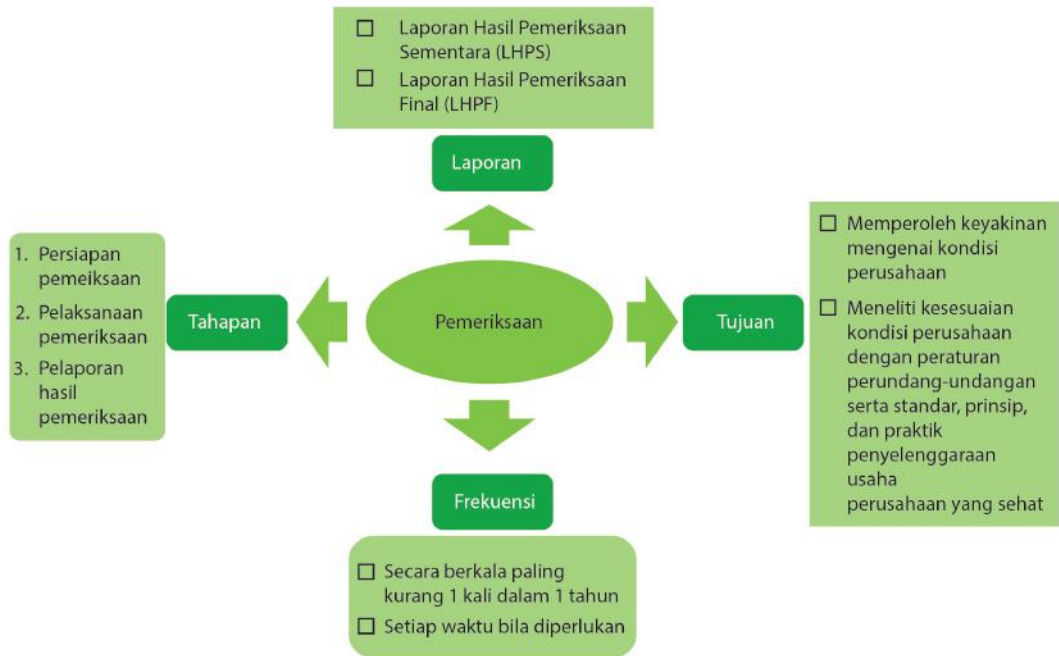 Laporan Hasil Pemeriksaan
Sementara (LHPS)
Laporan Hasil Pemeriksaan
Final (LHPF)
Laporan
1. Persiapan
pemeiksaan
2. Pelaksanaan
pemeriksaan
3. Pelaporan
hasil
pemeriksaan
Tahapan
Pemeriksaan
Tujuan
Memperoleh keyakinan
mengenai kondisi
perusahaan
Meneliti kesesuaian
kondisi perusahaan
dengan peraturan
perundang-undangan
serta standar, prinsip,
dan praktik
penyelenggaraan
usaha
perusahaan yang sehat
Frekuensi
Secara berkala paling
kurang 1 kali dalam 1 tahun
Setiap waktu bila diperlukan